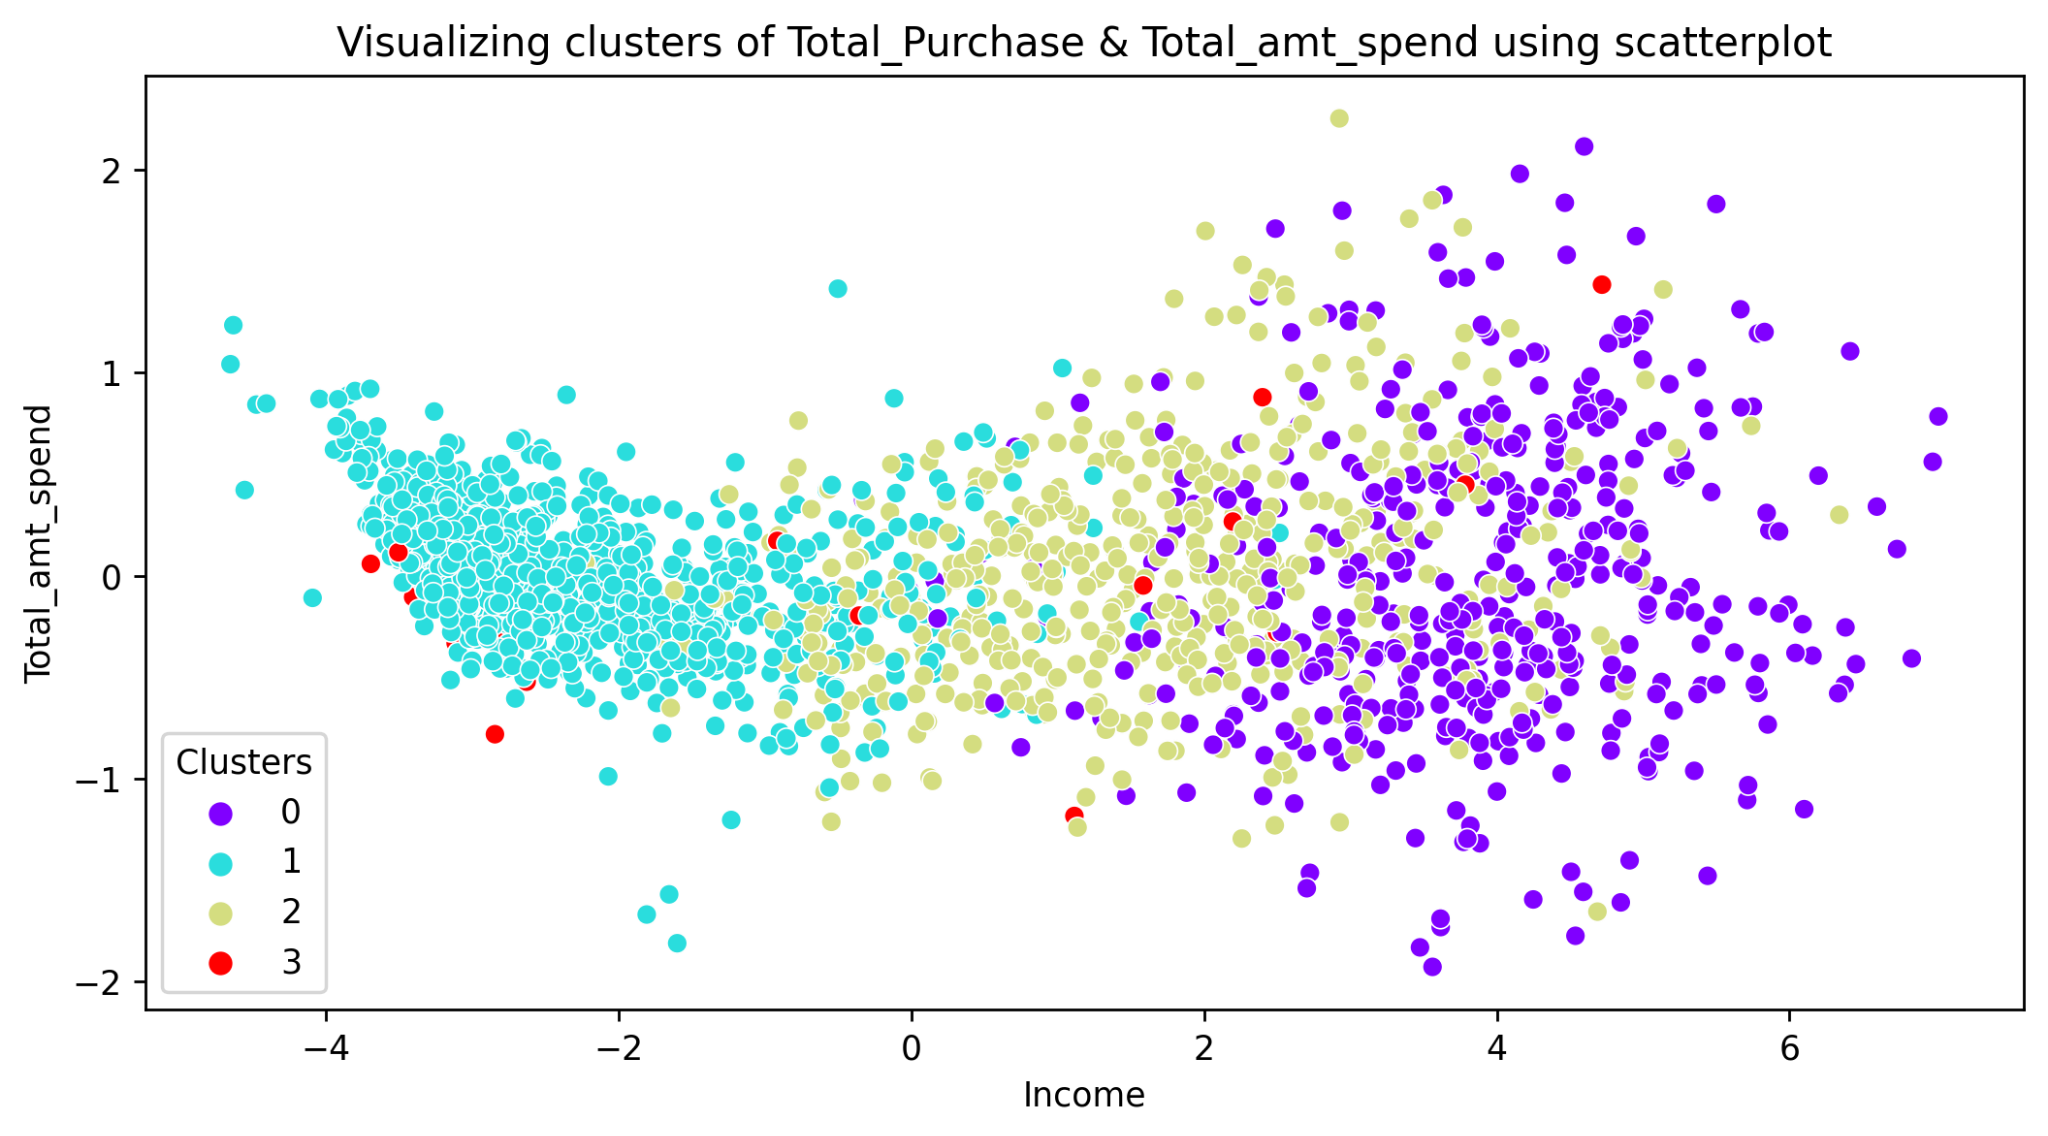 Visualizing clusters of Total_Purchase & Total_amt_spend using scatterplot
2
1
0
−1
−2
Total_amt_spend
Clusters
0
1
2
3
−4 −2 0 2 4 6
Income